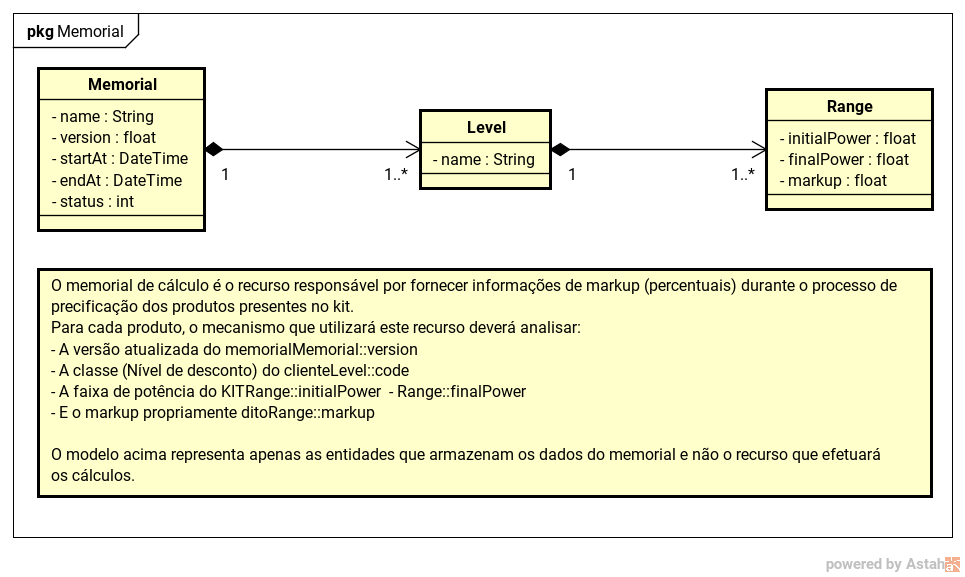 pkg Memorial
Memorial
- name : String
- version : float
- startAt : DateTime
- endAt : DateTime
- status : int
1
1..*
Level
- name : String
1
1..*
Range
- initialPower : float
- finalPower : float
- markup : float
O memorial de cálculo é o recurso responsável por fornecer informações de markup (percentuais) durante o processo de
precificação dos produtos presentes no kit.
Para cada produto, o mecanismo que utilizará este recurso deverá analisar:
- A versão atualizada do memorialMemorial::version
- A classe (Nível de desconto) do clienteLevel::code
- A faixa de potência do KITRange::initialPower - Range::finalPower
- E o markup propriamente ditoRange::markup
O modelo acima representa apenas as entidades que armazenam os dados do memorial e não o recurso que efetuará
os cálculos.
powered by Astah